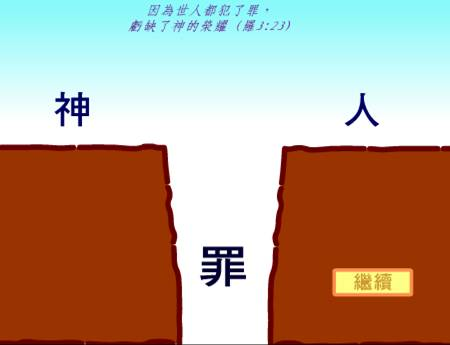 因為世人都犯了罪，
虧缺了神的榮耀 (羅3:23)
神
人
罪
繼續